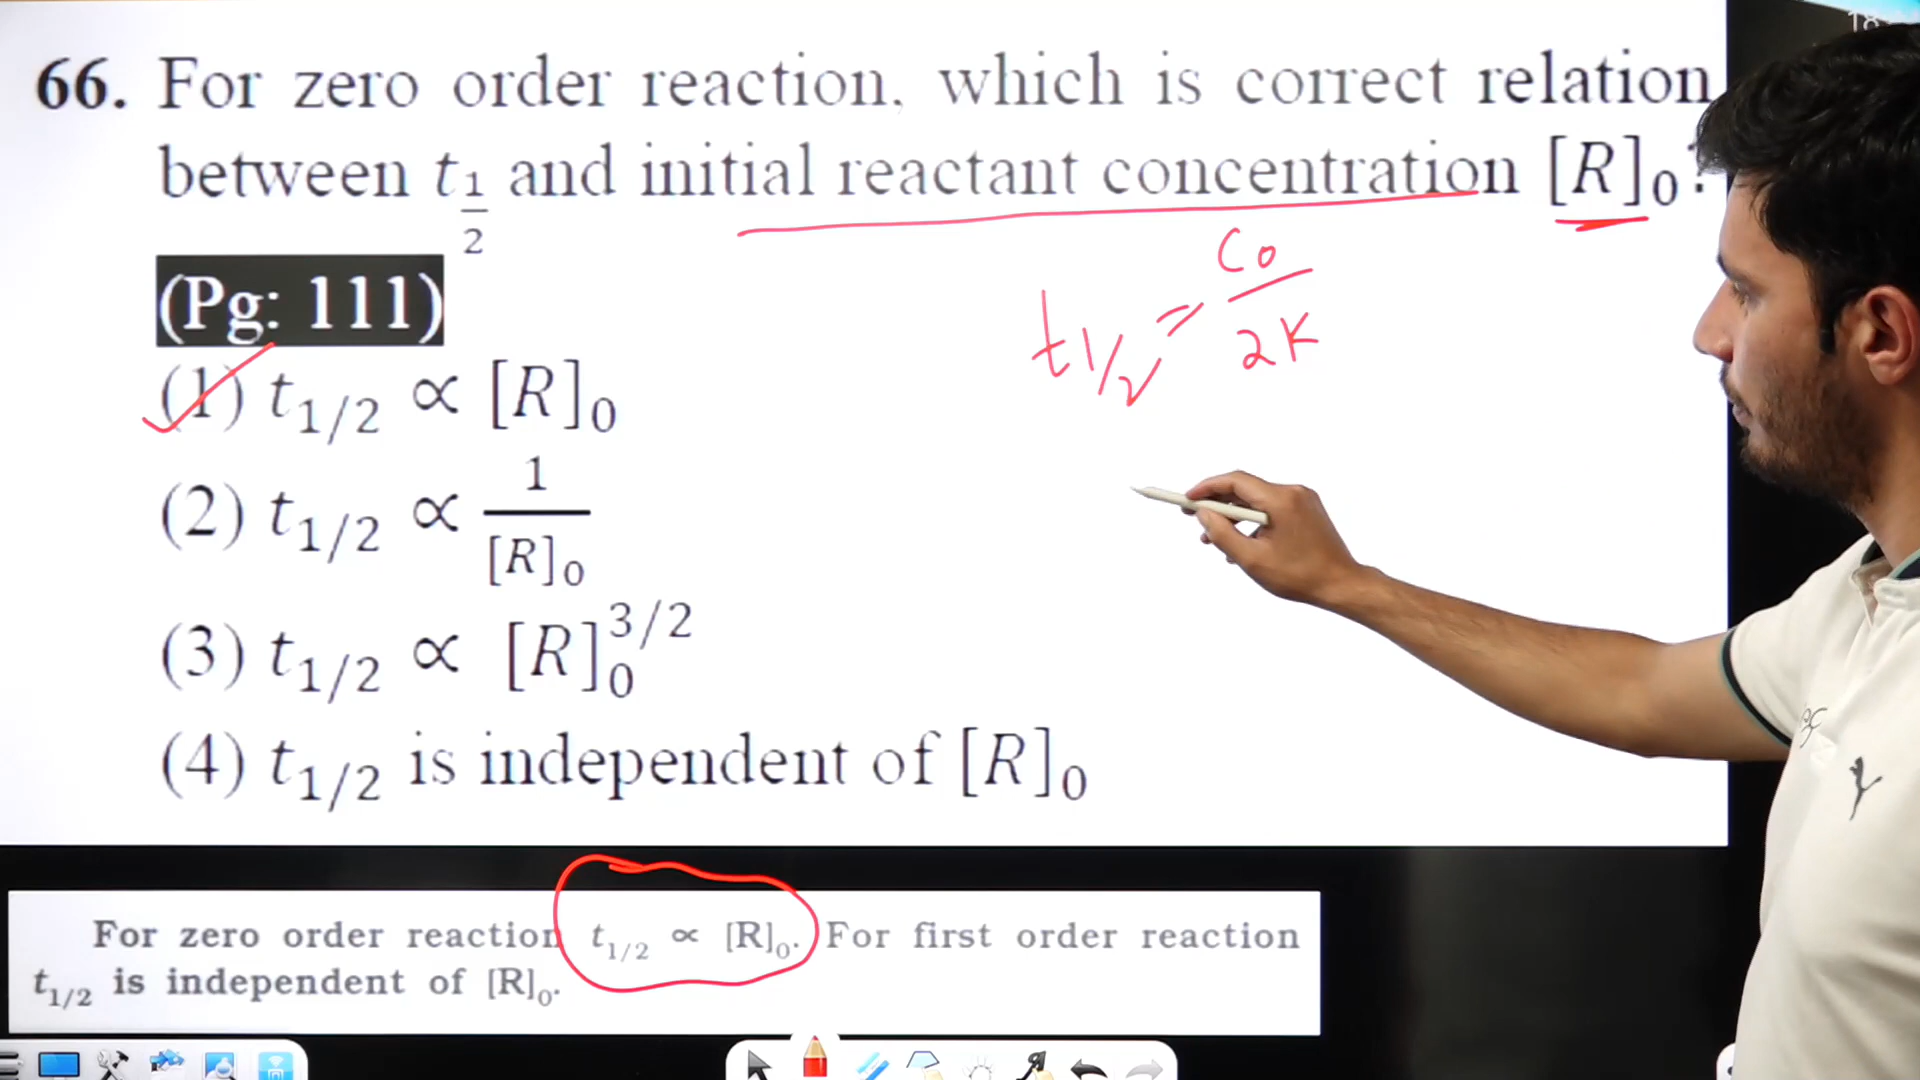 66. For zero order reaction, which is correct relation
between t 1/2 and initial reactant concentration [R]₀?
(Pg: 111)
(1) t₁/₂ ∝ [R]₀
(2) t₁/₂ ∝ 1/[R]₀
(3) t₁/₂ ∝ [R]₀^3/2
(4) t₁/₂ is independent of [R]₀
t1/2 = C0/2K
For zero order reaction t₁/₂ ∝ [R]₀. For first order reaction
t₁/₂ is independent of [R]₀.